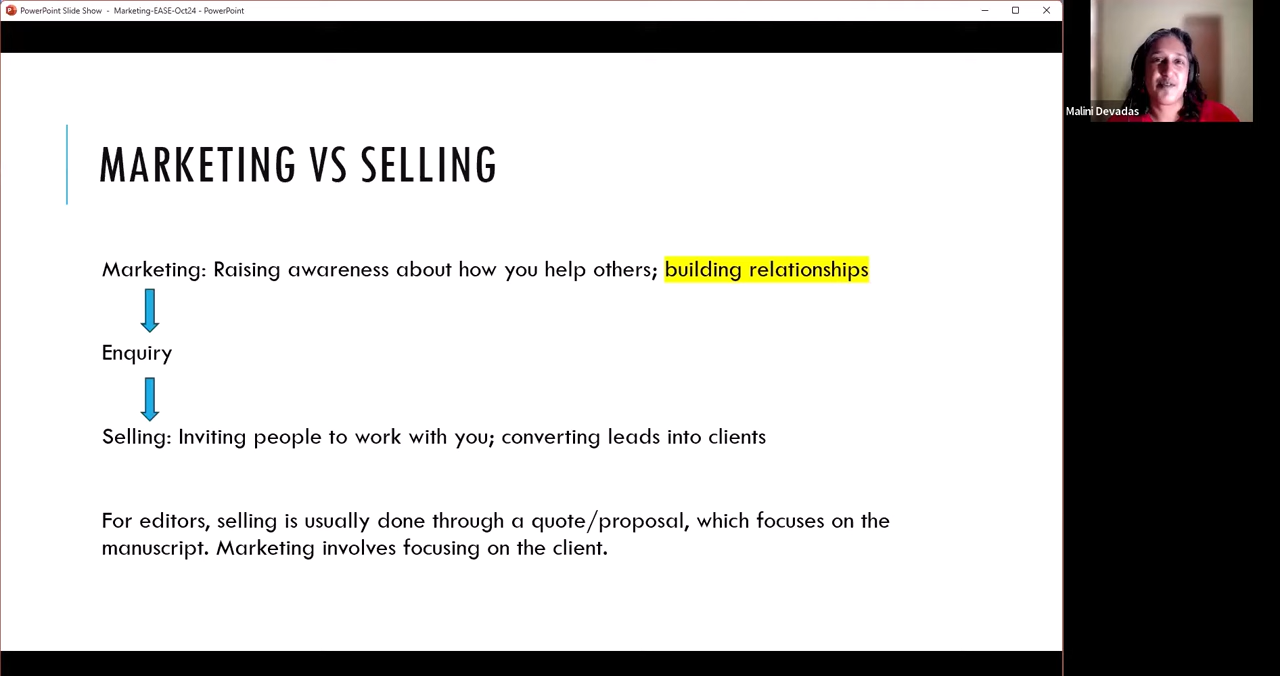 PowerPoint Slide Show - Marketing-EASE-Oct24 - PowerPoint
Malini Devadas
MARKETING VS SELLING
Marketing: Raising awareness about how you help others; building relationships
Enquiry
Selling: Inviting people to work with you; converting leads into clients
For editors, selling is usually done through a quote/proposal, which focuses on the
manuscript. Marketing involves focusing on the client.